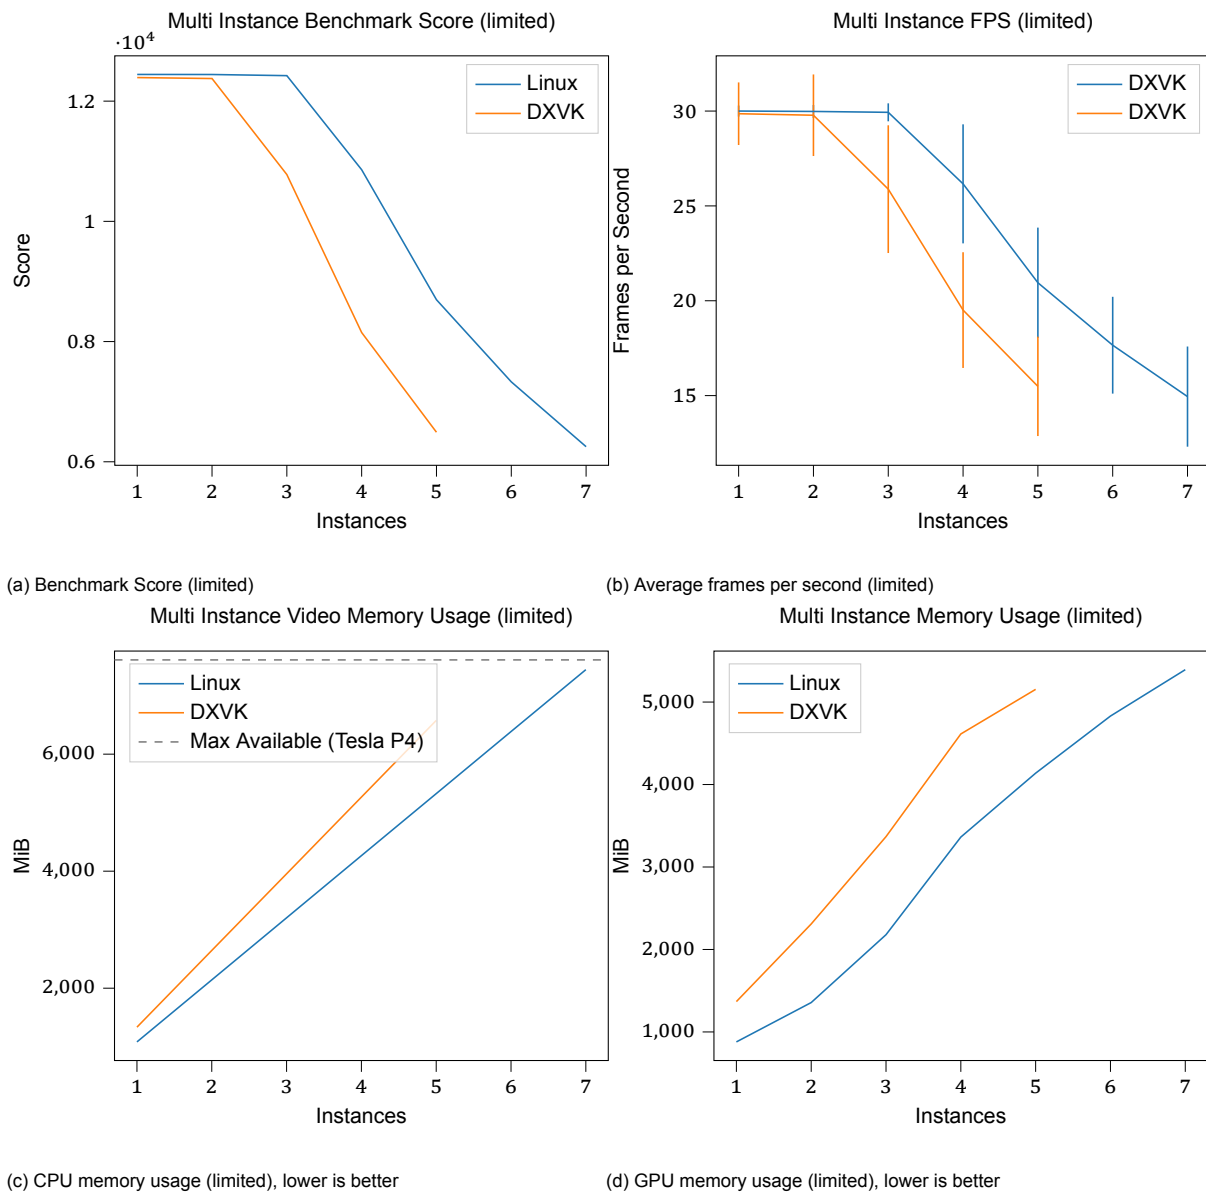 Multi Instance Benchmark Score (limited)
·10⁴
1.2
1
0.8
0.6
Score
Linux
DXVK
1 2 3 4 5 6 7
Instances
(a) Benchmark Score (limited)
Multi Instance FPS (limited)
30
25
20
15
Frames per Second
DXVK
DXVK
1 2 3 4 5 6 7
Instances
(b) Average frames per second (limited)
Multi Instance Video Memory Usage (limited)
6,000
4,000
2,000
MiB
Linux
DXVK
Max Available (Tesla P4)
1 2 3 4 5 6 7
Instances
(c) CPU memory usage (limited), lower is better
Multi Instance Memory Usage (limited)
5,000
4,000
3,000
2,000
1,000
MiB
Linux
DXVK
1 2 3 4 5 6 7
Instances
(d) GPU memory usage (limited), lower is better